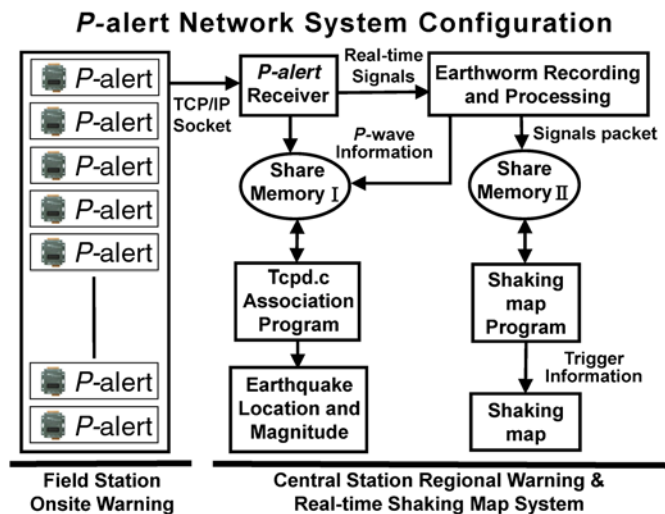 P-alert Network System Configuration
P-alert
P-alert
P-alert
P-alert
P-alert
P-alert
P-alert
TCP/IP
Socket
P-alert
Receiver
Real-time
Signals
Earthworm Recording
and Processing
P-wave
Information
Signals packet
Share
Memory I
Share
Memory II
Tcpd.c
Association
Program
Shaking
map
Program
Trigger
Information
Earthquake
Location and
Magnitude
Shaking
map
Field Station
Onsite Warning
Central Station Regional Warning &
Real-time Shaking Map System